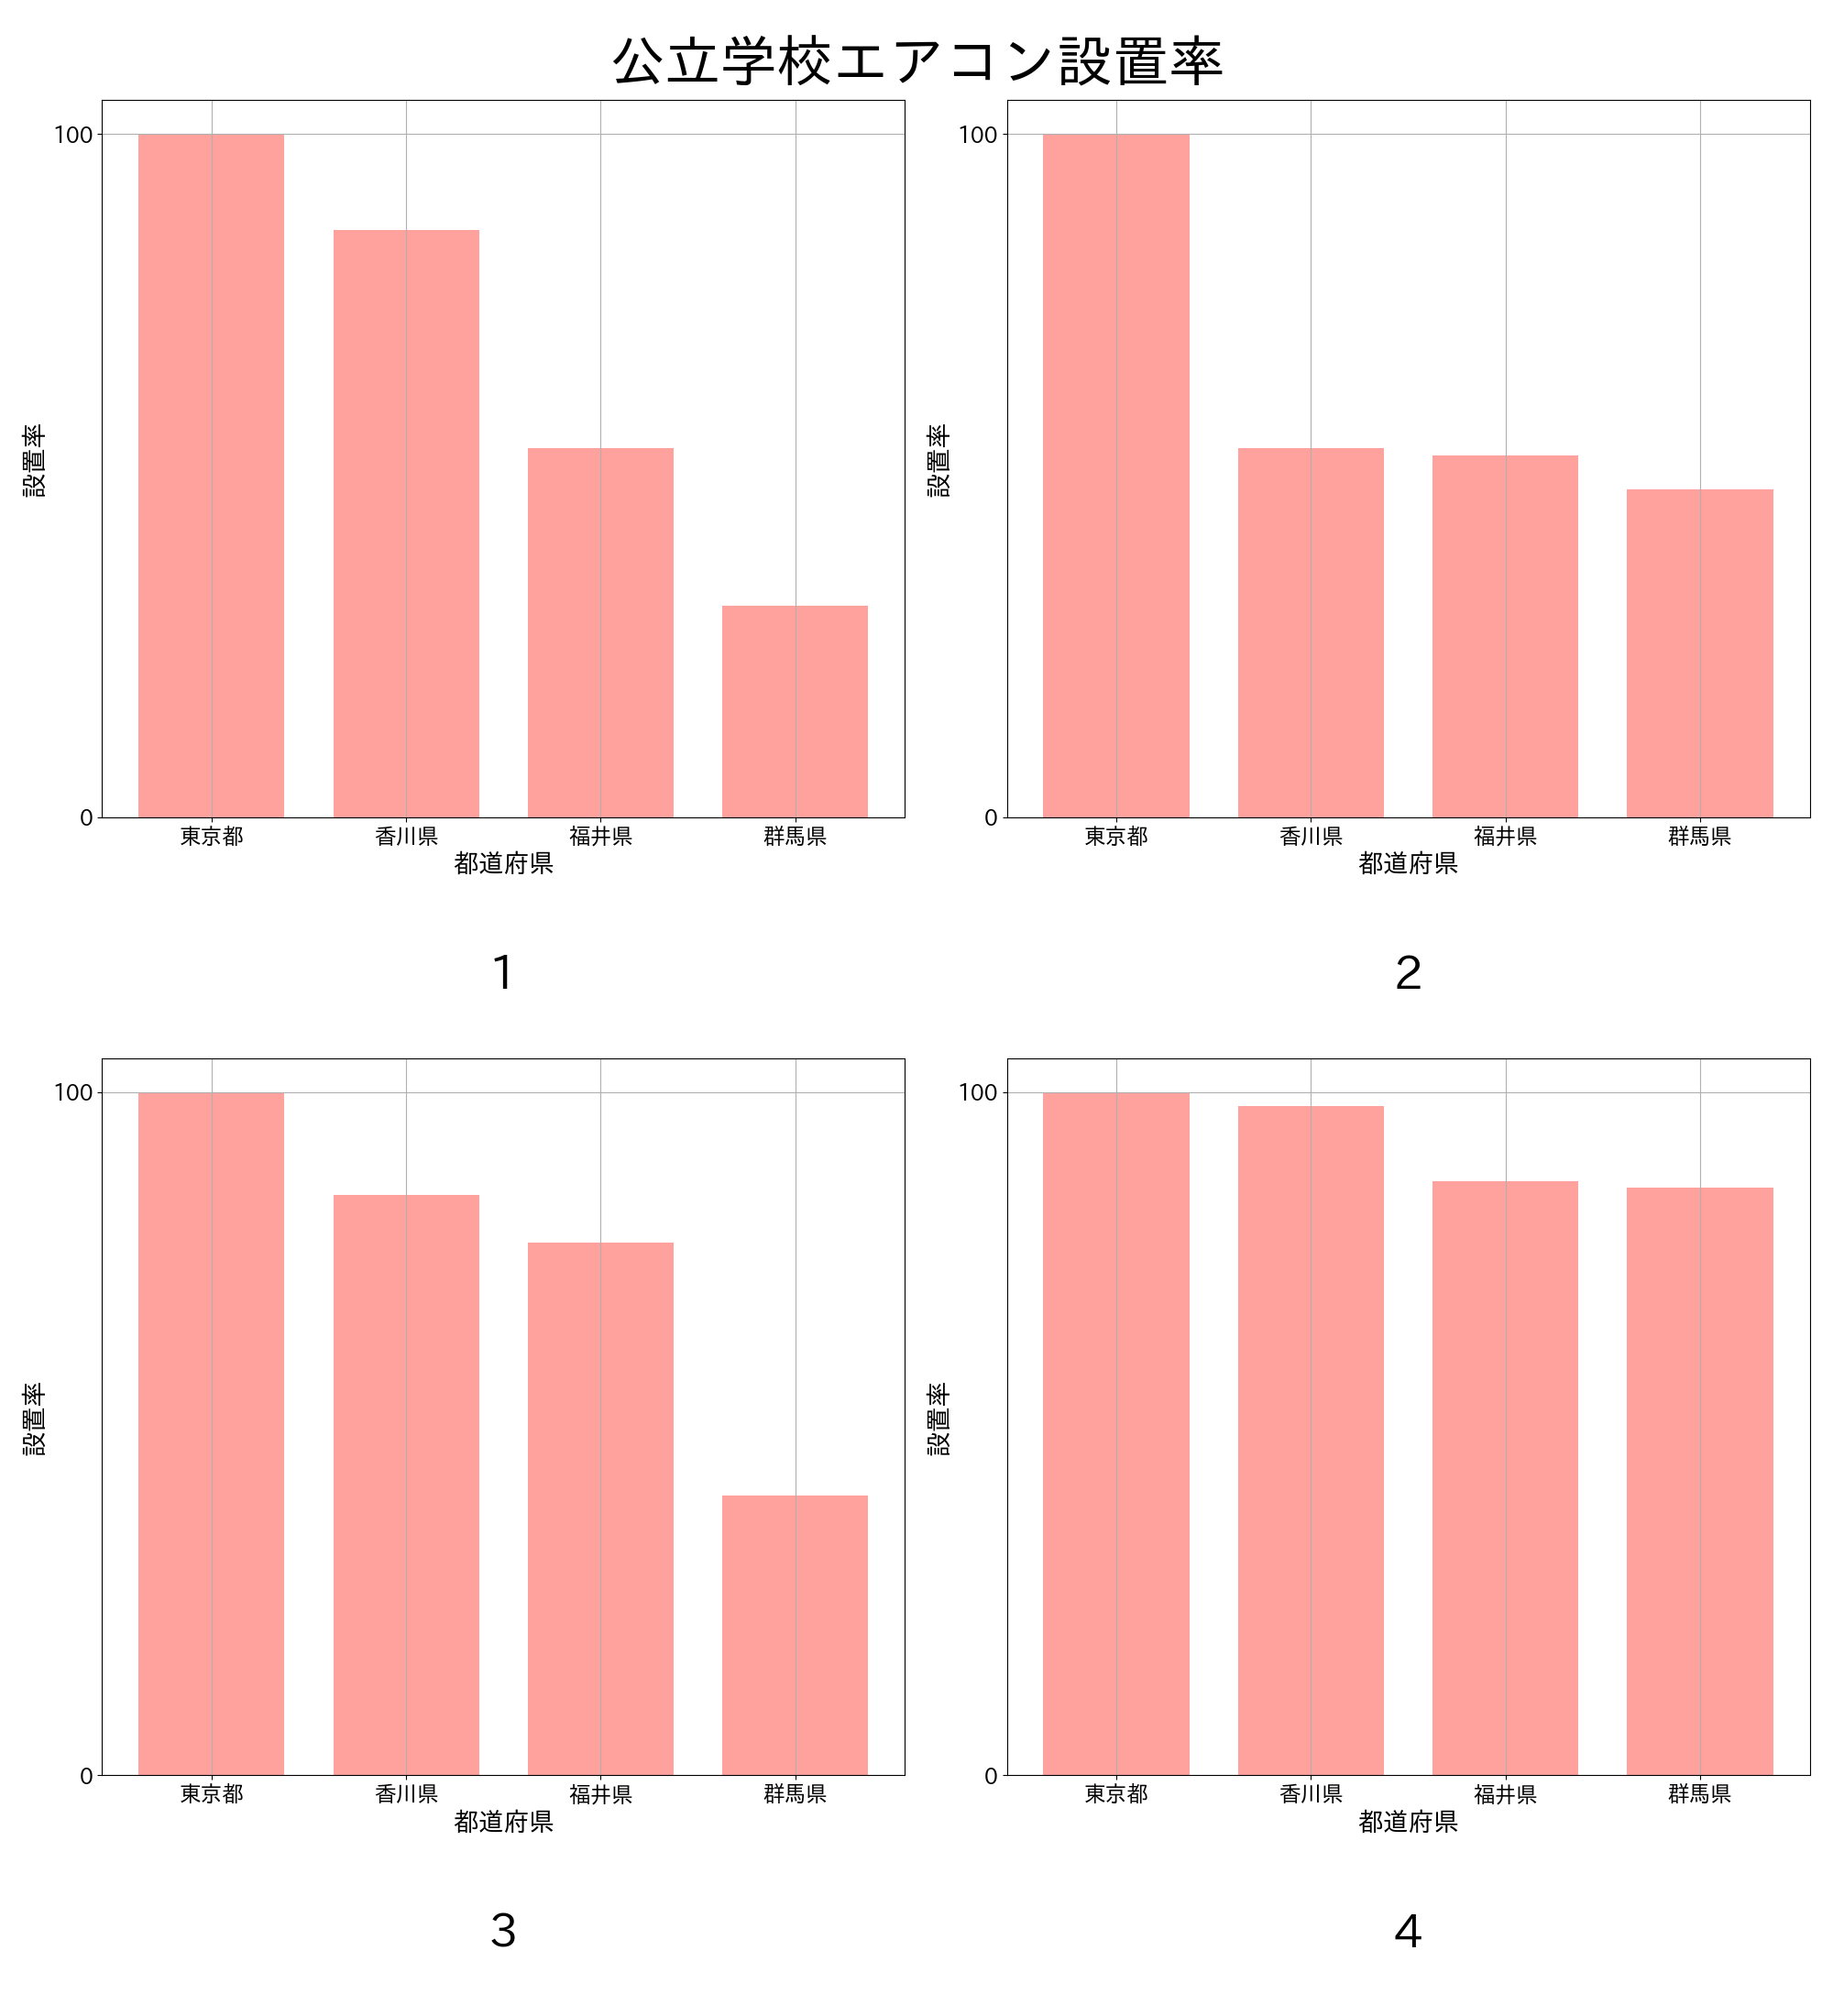 公立学校エアコン設置率
100
0
設置率
東京都 香川県 福井県 群馬県
都道府県
1
100
0
設置率
東京都 香川県 福井県 群馬県
都道府県
2
100
0
設置率
東京都 香川県 福井県 群馬県
都道府県
3
100
0
設置率
東京都 香川県 福井県 群馬県
都道府県
4